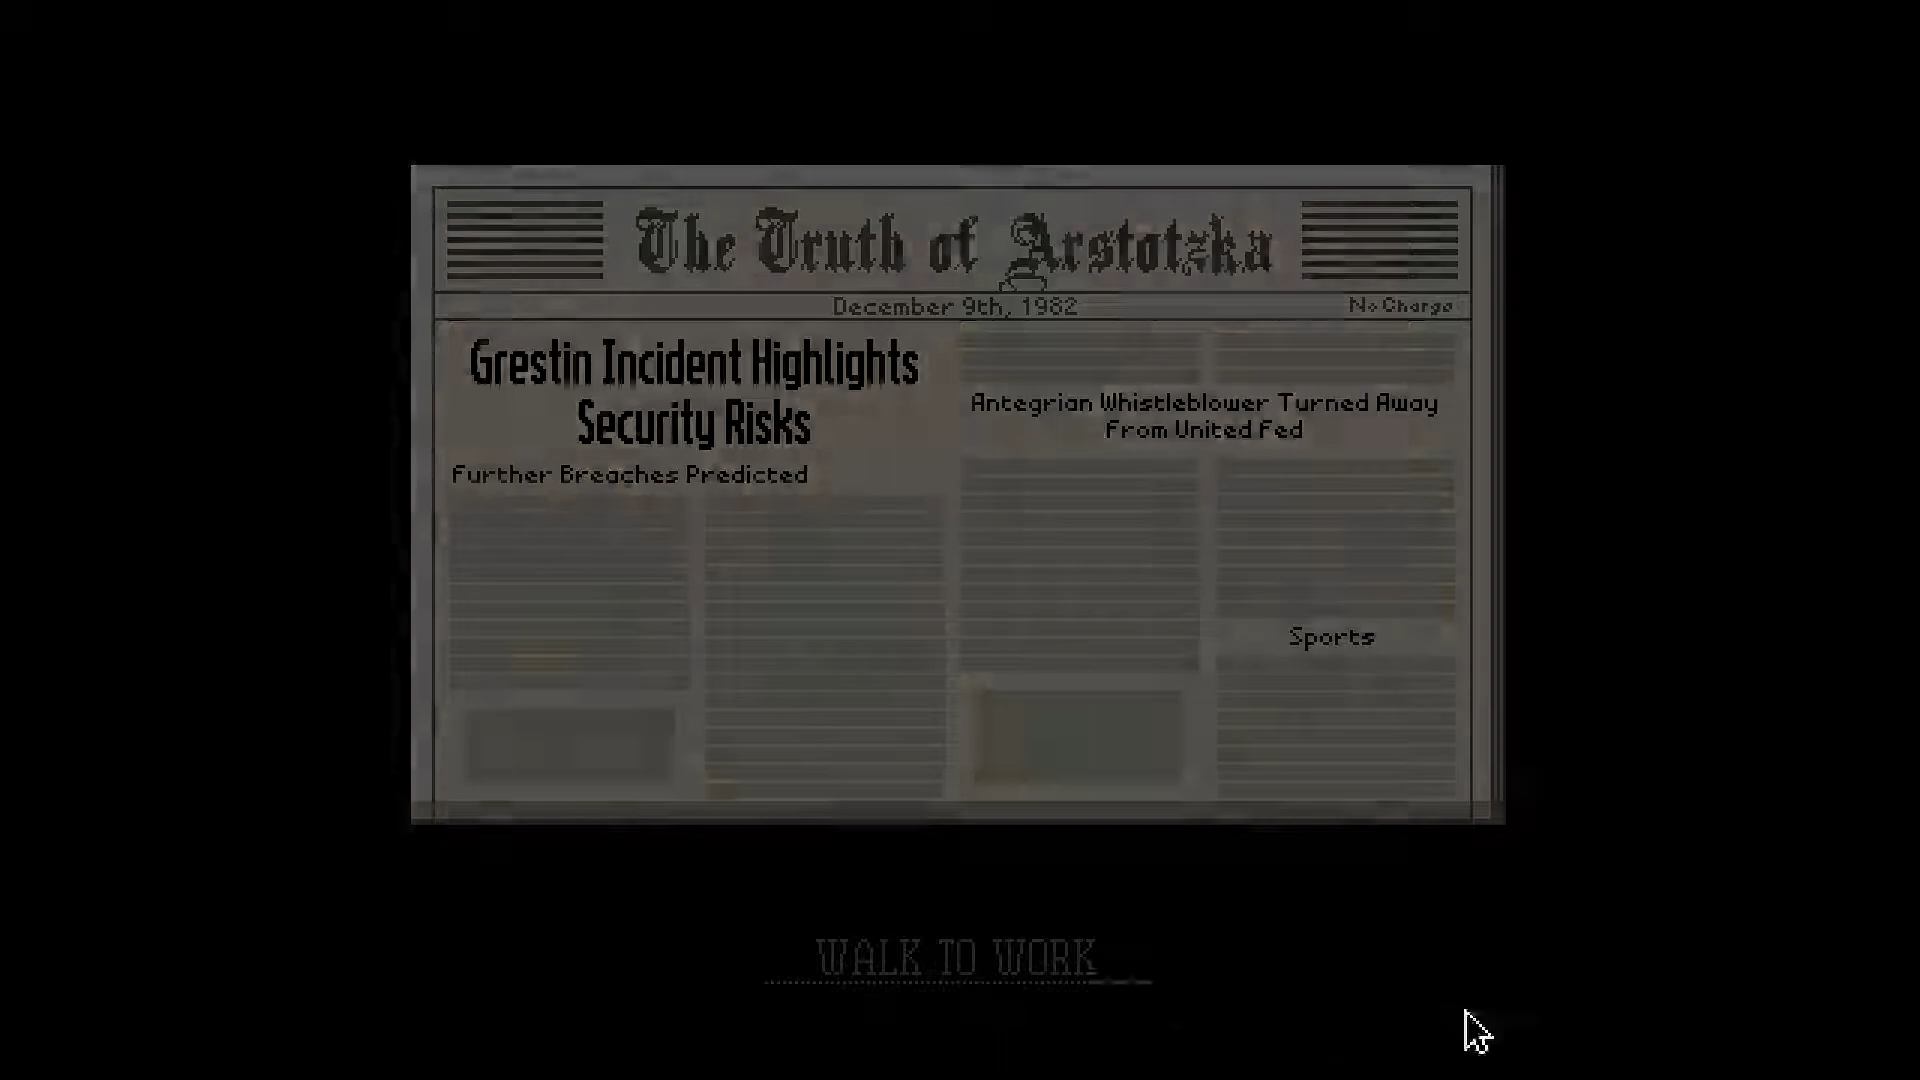 The Truth of Arstotzka
December 9th, 1982
No Charge
Grestin Incident Highlights
Security Risks
Further Breaches Predicted
Antegrian Whistleblower Turned Away
From United Fed
Sports
WALK TO WORK